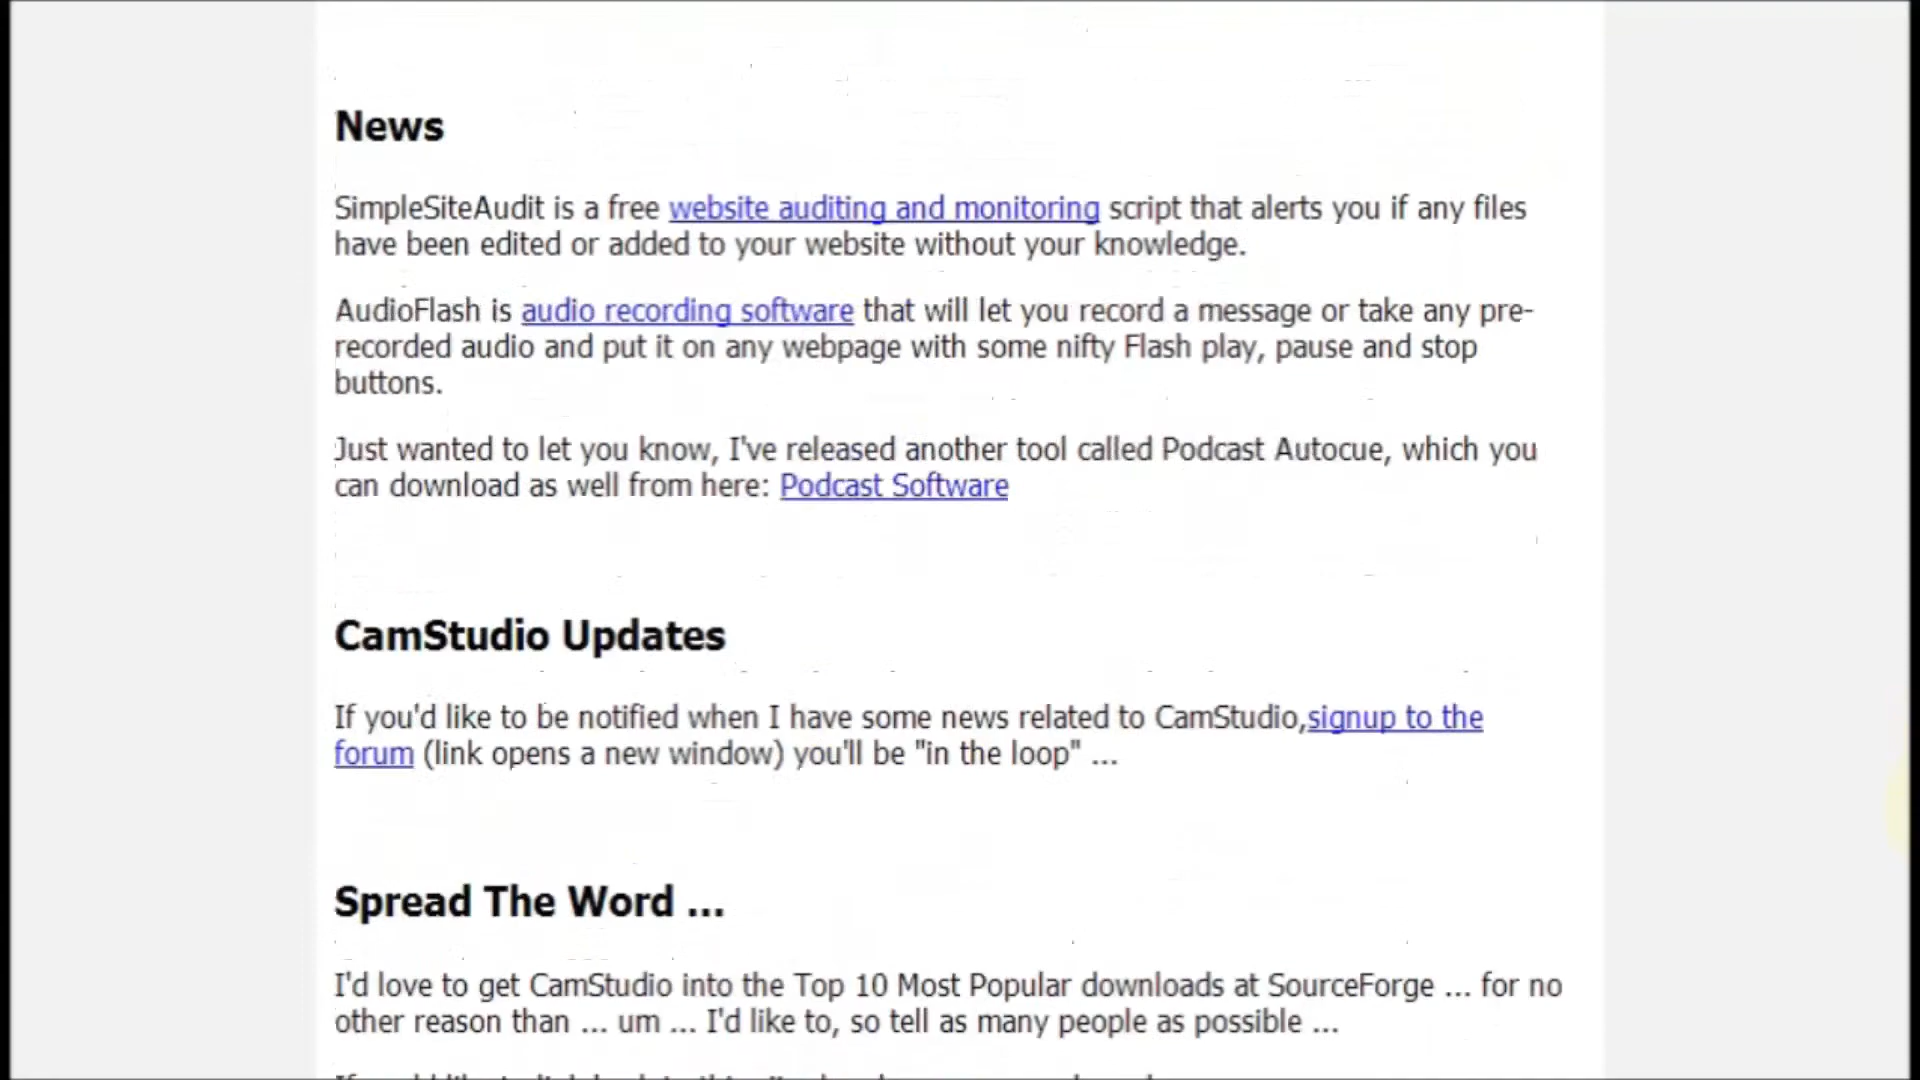 News
SimpleSiteAudit is a free website auditing and monitoring script that alerts you if any files
have been edited or added to your website without your knowledge.
AudioFlash is audio recording software that will let you record a message or take any pre-
recorded audio and put it on any webpage with some nifty Flash play, pause and stop
buttons.
Just wanted to let you know, I've released another tool called Podcast Autocue, which you
can download as well from here: Podcast Software
CamStudio Updates
If you'd like to be notified when I have some news related to CamStudio,signup to the
forum (link opens a new window) you'll be "in the loop" ...
Spread The Word ...
I'd love to get CamStudio into the Top 10 Most Popular downloads at SourceForge ... for no
other reason than ... um ... I'd like to, so tell as many people as possible ...